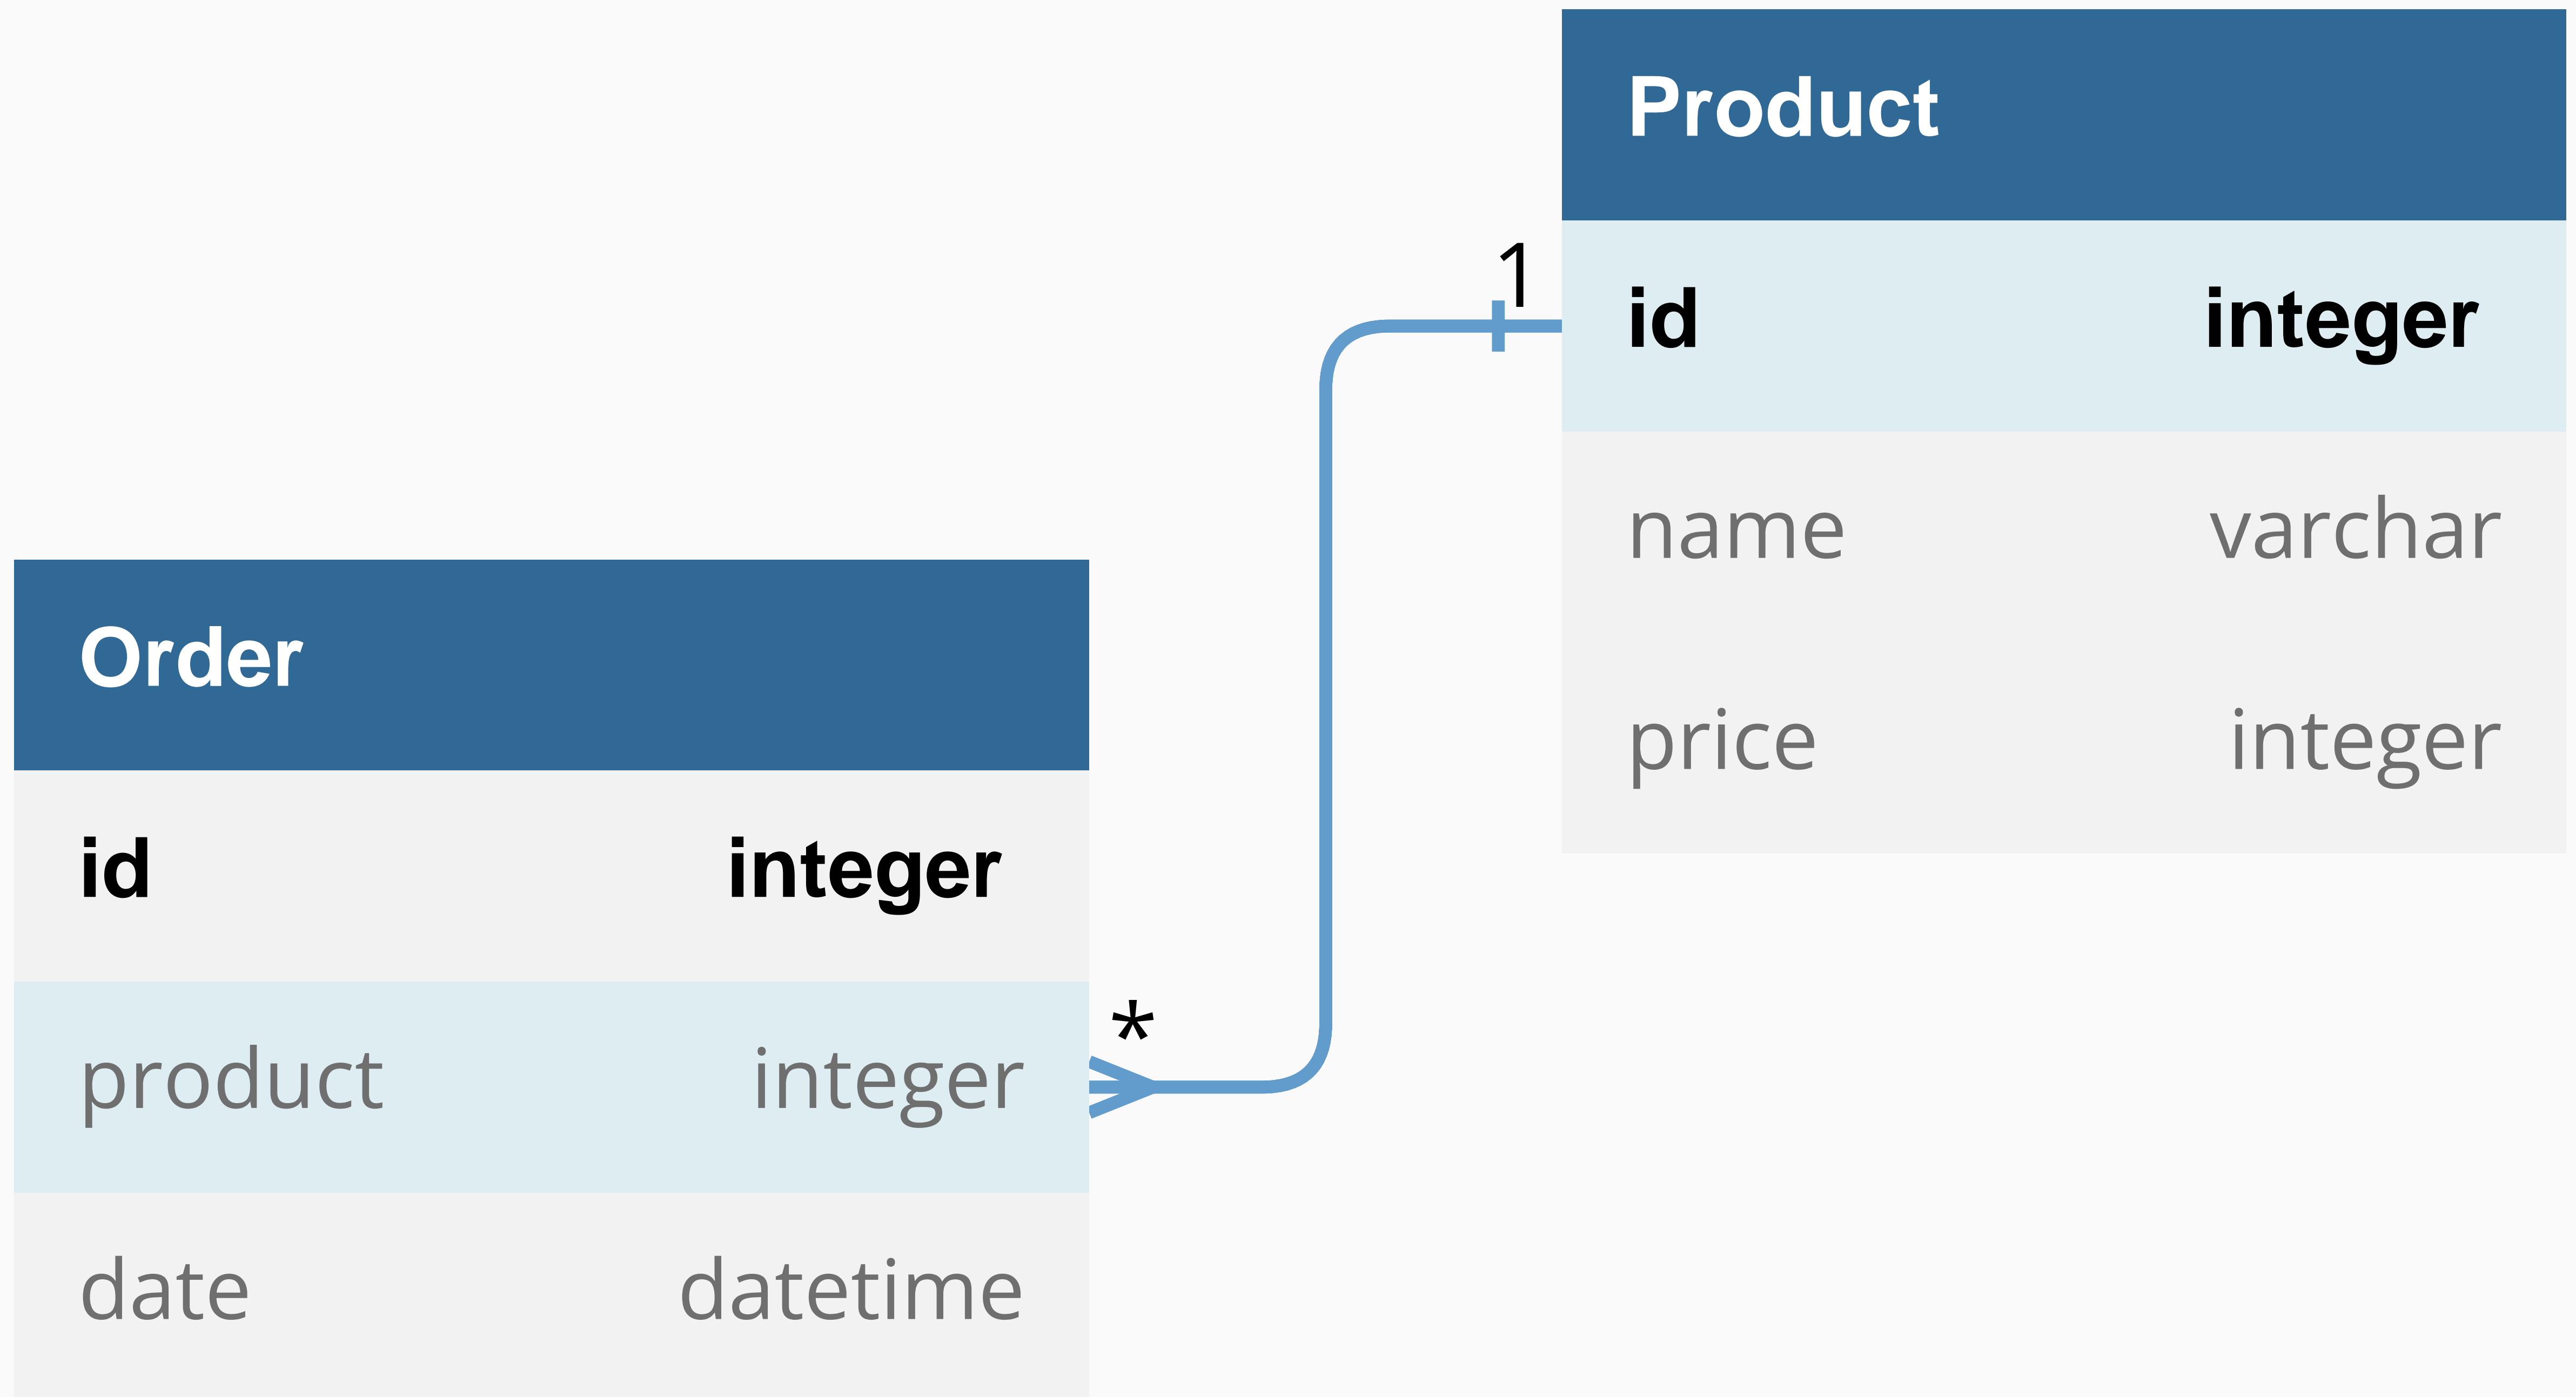 Product
1
id integer
name varchar
price integer
Order
id integer
*
product integer
date datetime